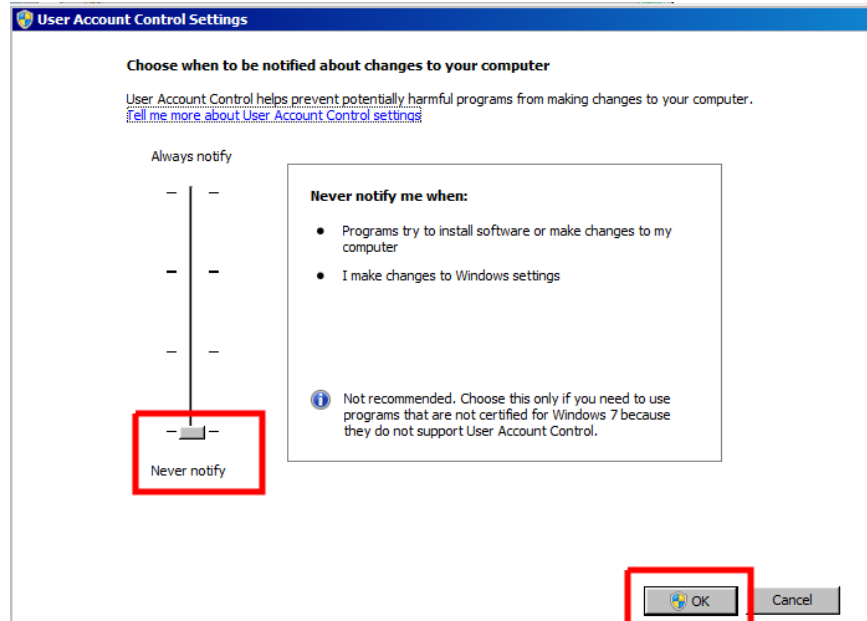 User Account Control Settings
Choose when to be notified about changes to your computer
User Account Control helps prevent potentially harmful programs from making changes to your computer.
Tell me more about User Account Control settings
Always notify
Never notify me when:
Programs try to install software or make changes to my
computer
I make changes to Windows settings
Not recommended. Choose this only if you need to use
programs that are not certified for Windows 7 because
they do not support User Account Control.
Never notify
OK
Cancel